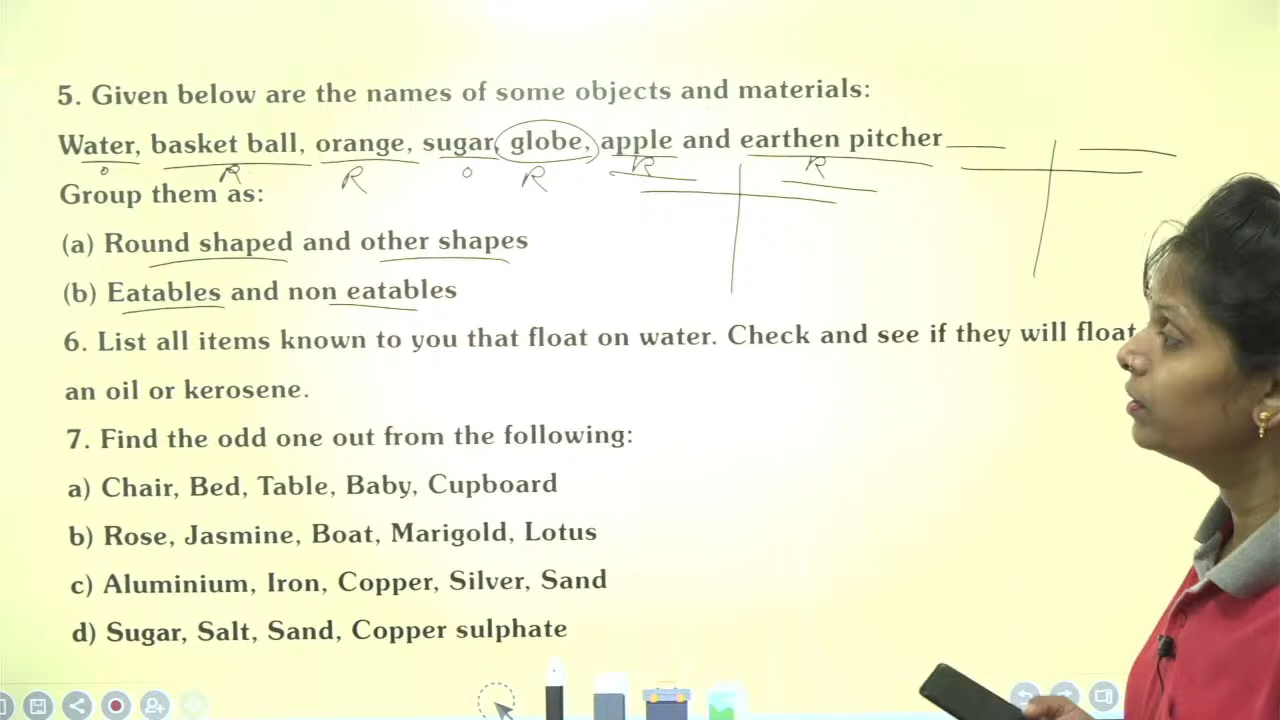 5. Given below are the names of some objects and materials:
Water, basket ball, orange, sugar, globe, apple and earthen pitcher
o R R o R R R
Group them as:
(a) Round shaped and other shapes
(b) Eatables and non eatables
6. List all items known to you that float on water. Check and see if they will float
an oil or kerosene.
7. Find the odd one out from the following:
a) Chair, Bed, Table, Baby, Cupboard
b) Rose, Jasmine, Boat, Marigold, Lotus
c) Aluminium, Iron, Copper, Silver, Sand
d) Sugar, Salt, Sand, Copper sulphate